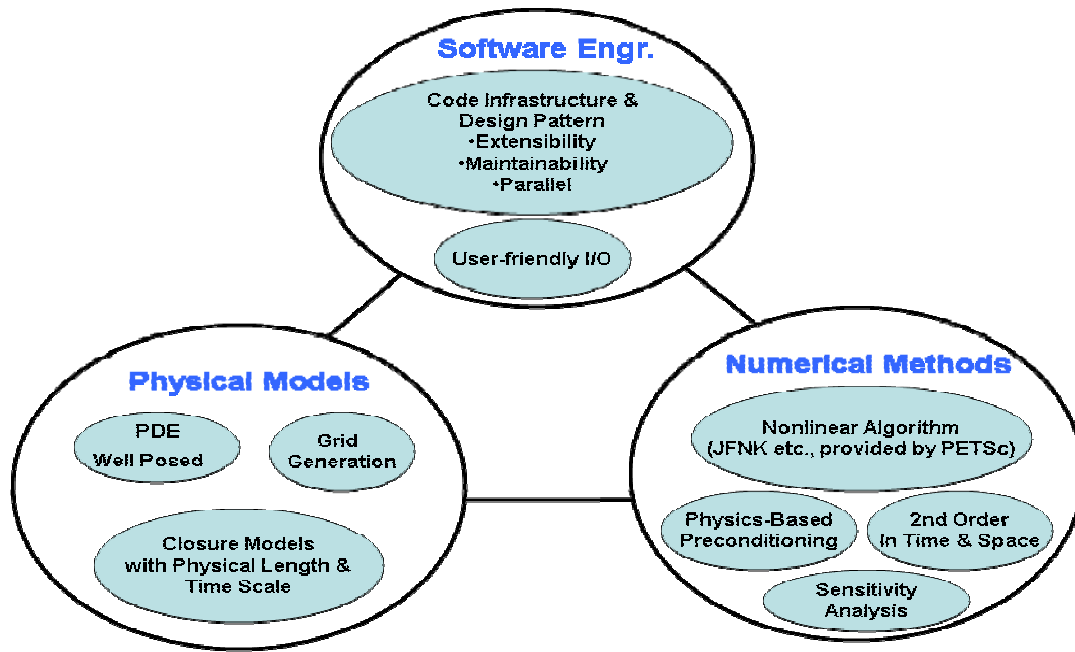 Software Engr.
Code Infrastructure &
Design Pattern
•Extensibility
•Maintainability
•Parallel
User-friendly I/O
Physical Models
PDE
Well Posed
Grid
Generation
Closure Models
with Physical Length &
Time Scale
Numerical Methods
Nonlinear Algorithm
(JFNK etc., provided by PETSc)
Physics-Based
Preconditioning
2nd Order
In Time & Space
Sensitivity
Analysis